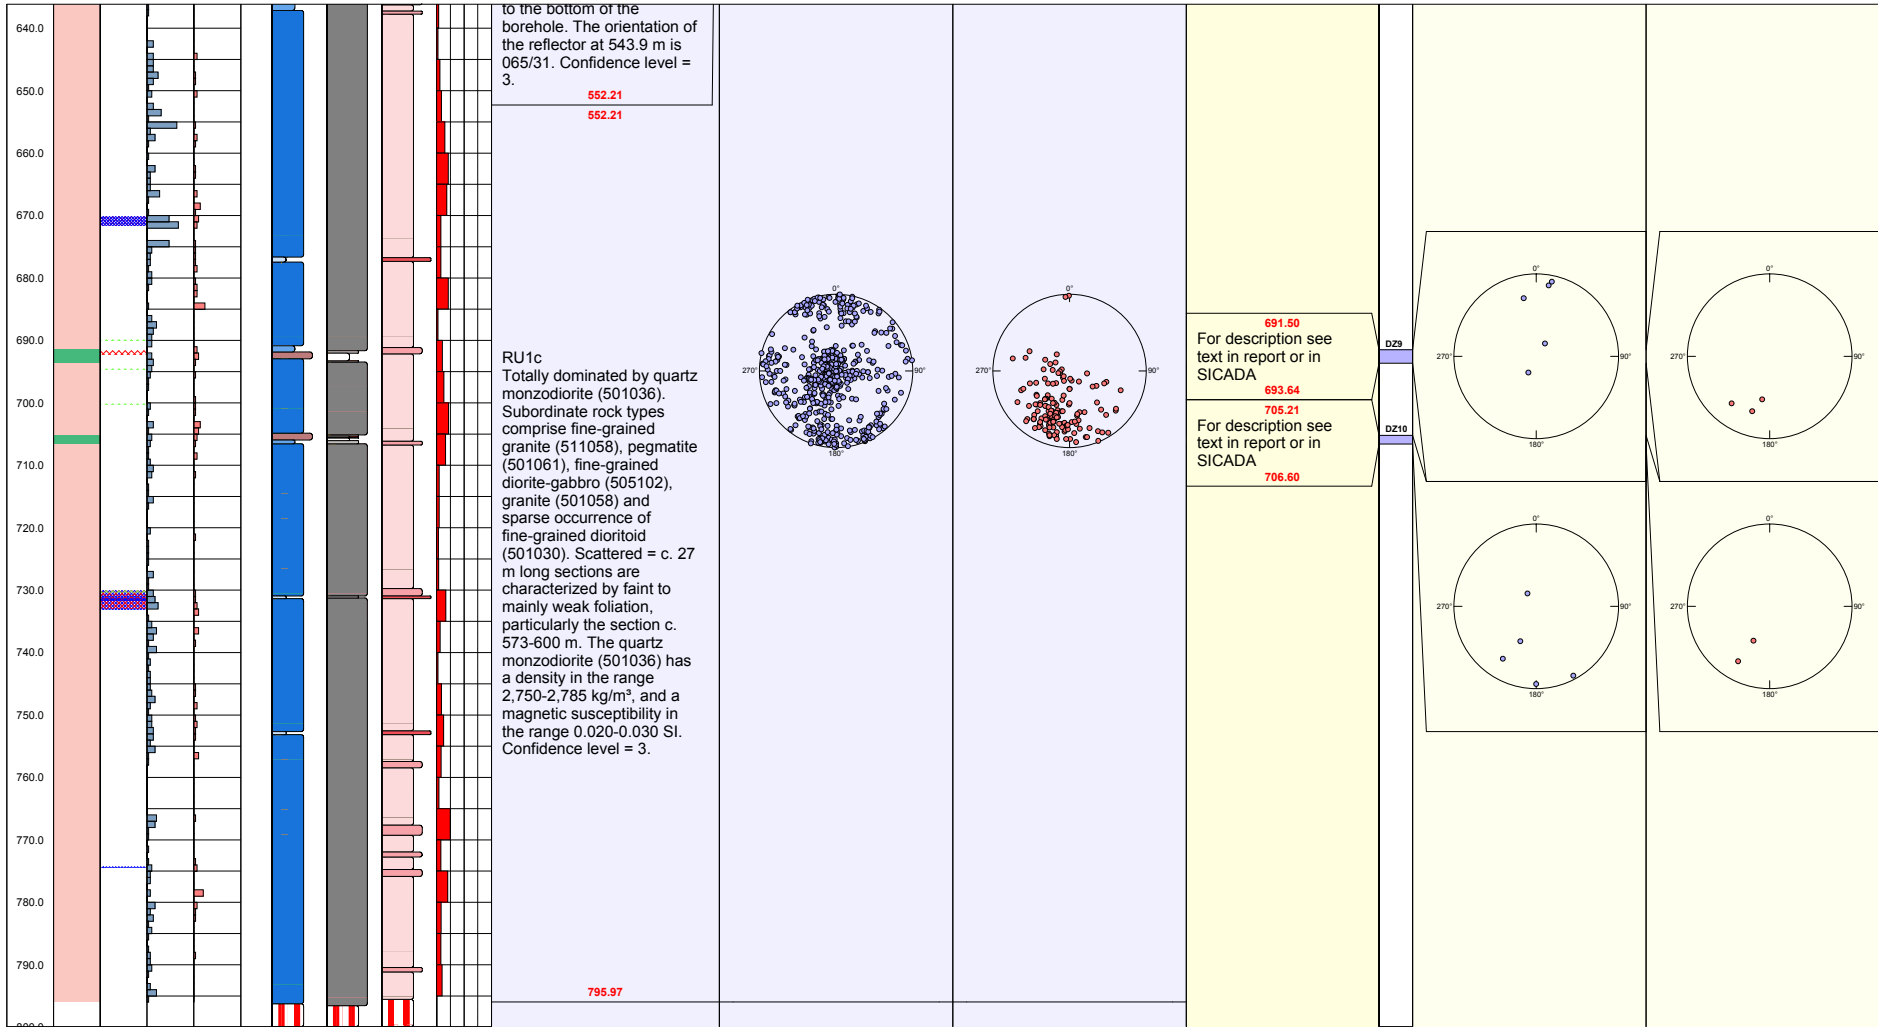 640.0
650.0
660.0
670.0
680.0
690.0
700.0
710.0
720.0
730.0
740.0
750.0
760.0
770.0
780.0
790.0
800.0
to the bottom of the
borehole. The orientation of
the reflector at 543.9 m is
065/31. Confidence level =
3.
552.21
552.21
RU1c
Totally dominated by quartz
monzodiorite (501036).
Subordinate rock types
comprise fine-grained
granite (511058), pegmatite
(501061), fine-grained
diorite-gabbro (505102),
granite (501058) and
sparse occurrence of
fine-grained dioritoid
(501030). Scattered = c. 27
m long sections are
characterized by faint to
mainly weak foliation,
particularly the section c.
573-600 m. The quartz
monzodiorite (501036) has
a density in the range
2,750-2,785 kg/m³, and a
magnetic susceptibility in
the range 0.020-0.030 SI.
Confidence level = 3.
795.97
0°
270°
90°
180°
0°
270°
90°
180°
691.50
For description see
text in report or in
SICADA
693.64
705.21
For description see
text in report or in
SICADA
706.60
DZ9
DZ10
0°
270°
90°
180°
0°
270°
90°
180°
0°
270°
90°
180°
0°
270°
90°
180°